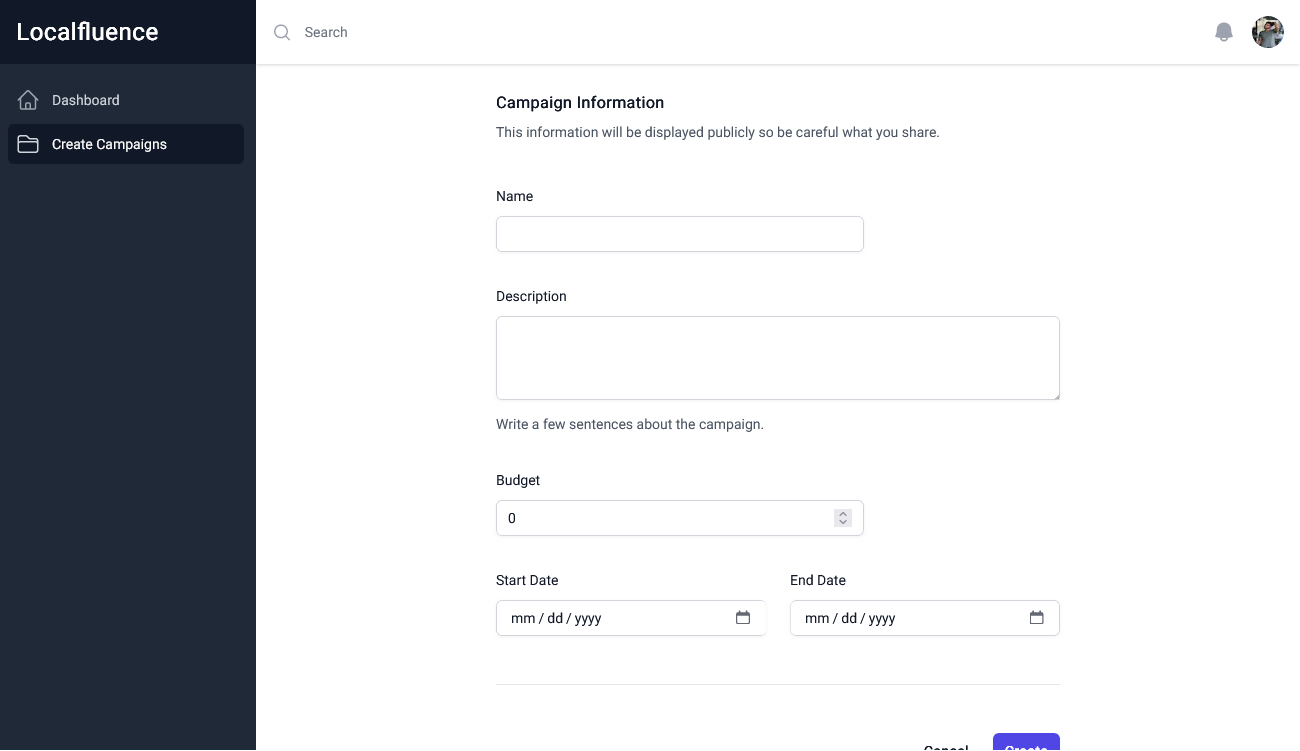 Localfluence
Search
Dashboard
Create Campaigns
Campaign Information
This information will be displayed publicly so be careful what you share.
Name
Description
Write a few sentences about the campaign.
Budget
0
Start Date
End Date
mm / dd / yyyy
mm / dd / yyyy
Cancel
Create